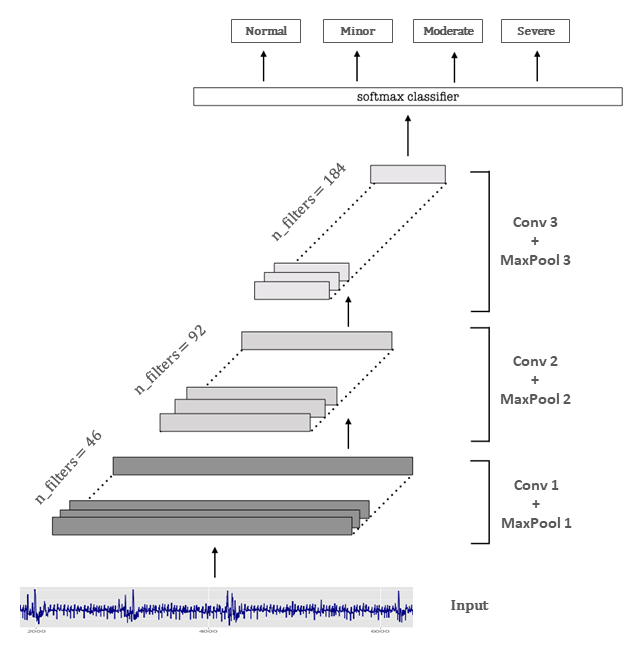 Normal Minor Moderate Severe
softmax classifier
n_filters = 184
Conv 3
+
MaxPool 3
n_filters = 92
Conv 2
+
MaxPool 2
n_filters = 46
Conv 1
+
MaxPool 1
Input
2000 4000 6000